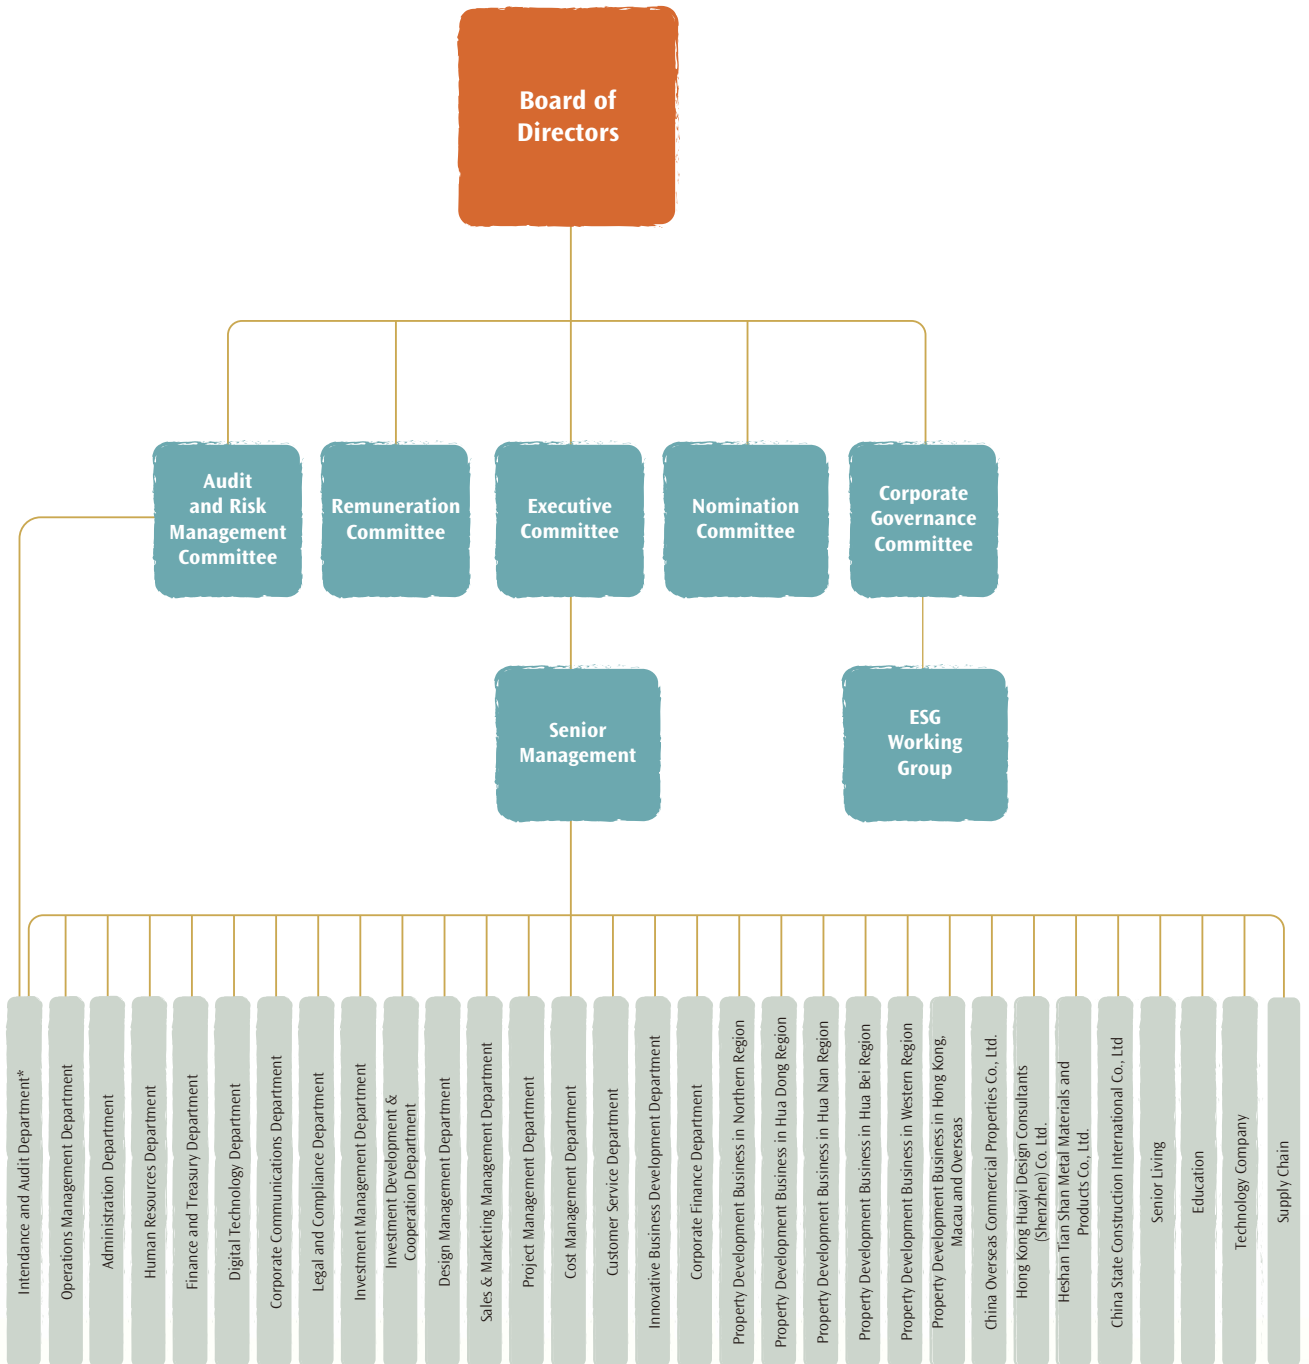 Board of
Directors
Audit
and Risk
Management
Committee
Remuneration
Committee
Executive
Committee
Nomination
Committee
Corporate
Governance
Committee
Senior
Management
ESG
Working
Group
Intendance and Audit Department*
Operations Management Department
Administration Department
Human Resources Department
Finance and Treasury Department
Digital Technology Department
Corporate Communications Department
Legal and Compliance Department
Investment Management Department
Investment Development &
Cooperation Department
Design Management Department
Sales & Marketing Management Department
Project Management Department
Cost Management Department
Customer Service Department
Innovative Business Development Department
Corporate Finance Department
Property Development Business in Northern Region
Property Development Business in Hua Dong Region
Property Development Business in Hua Nan Region
Property Development Business in Hua Bei Region
Property Development Business in Western Region
Property Development Business in Hong Kong,
Macau and Overseas
China Overseas Commercial Properties Co., Ltd.
Hong Kong Huayi Design Consultants
(Shenzhen) Co. Ltd.
Heshan Tian Shan Metal Materials and
Products Co., Ltd.
China State Construction International Co., Ltd
Senior Living
Education
Technology Company
Supply Chain